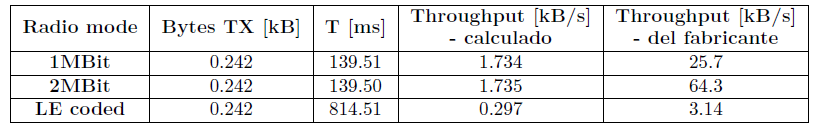 Radio mode Bytes TX [kB] T [ms] Throughput [kB/s] - calculado Throughput [kB/s] - del fabricante
1MBit 0.242 139.51 1.734 25.7
2MBit 0.242 139.50 1.735 64.3
LE coded 0.242 814.51 0.297 3.14